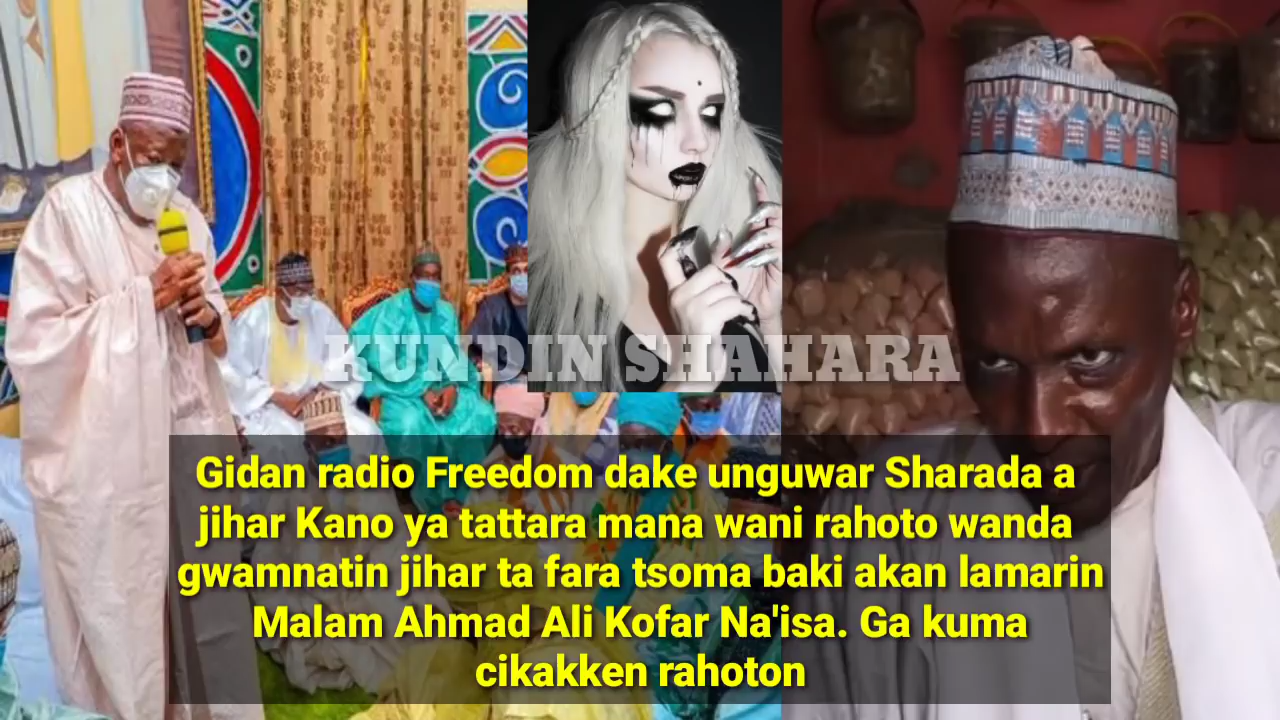 KUNDIN SHAHARA
Gidan radio Freedom dake unguwar Sharada a
jihar Kano ya tattara mana wani rahoto wanda
gwamnatin jihar ta fara tsoma baki akan lamarin
Malam Ahmad Ali Kofar Na'isa. Ga kuma
cikakken rahoton